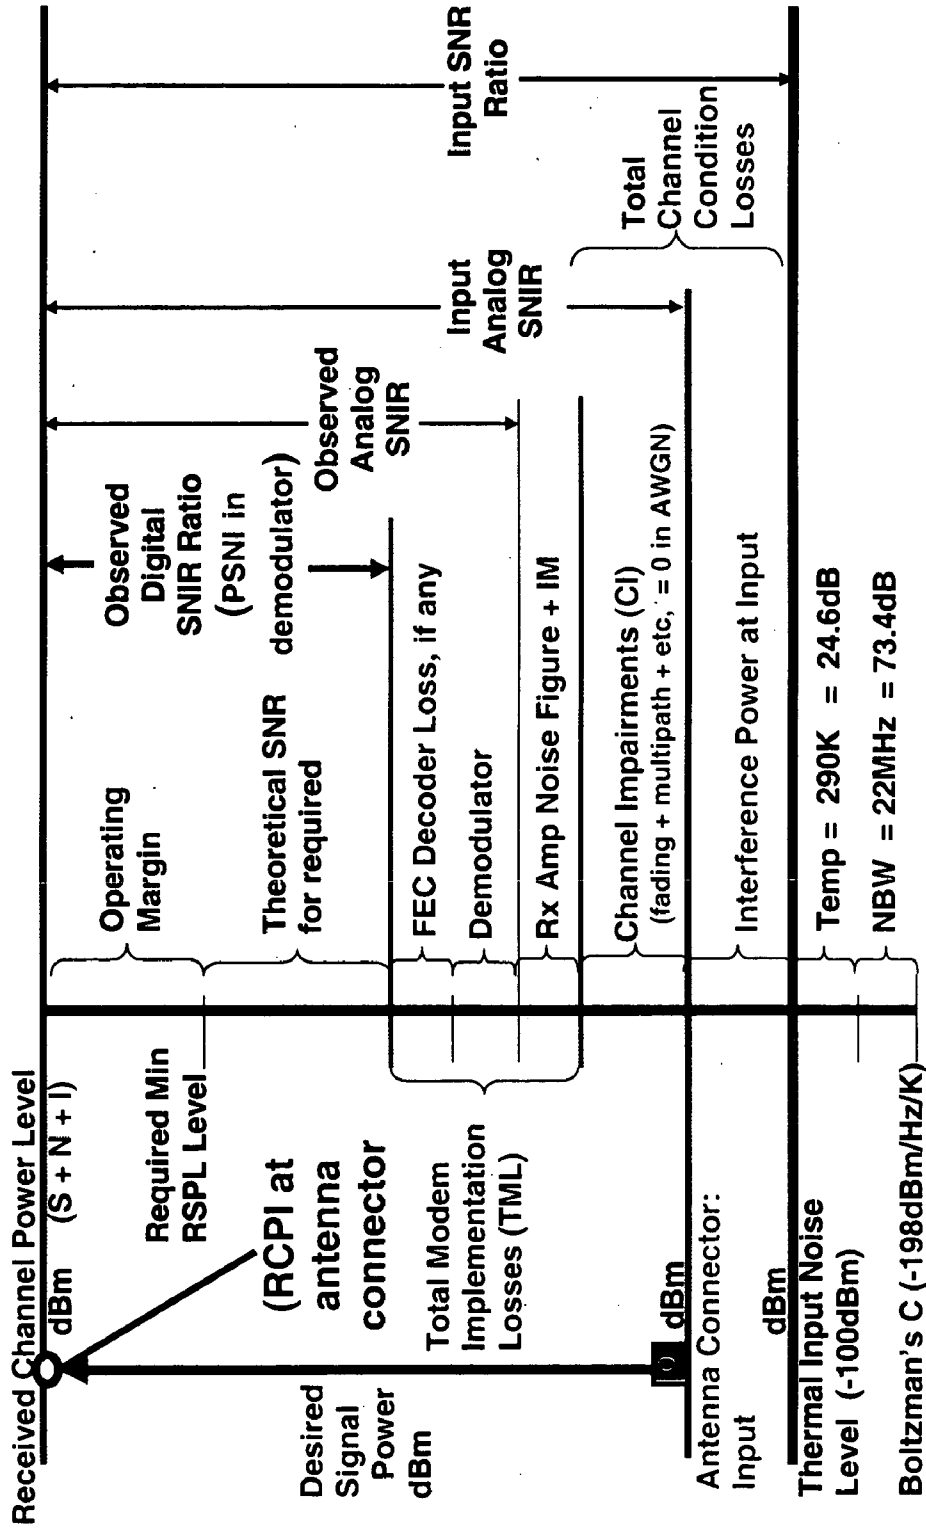 Received Channel Power Level
dBm (S + N + I)
Required Min
RSPL Level
(RCPI at
antenna
connector
Desired
Signal
Power
dBm
Total Modem
Implementation
Losses (TML)
dBm
Antenna Connector:
Input
dBm
Thermal Input Noise
Level (-100dBm)
Boltzman's C (-198dBm/Hz/K)
Operating
Margin
Theoretical SNR
for required
FEC Decoder Loss, if any
Demodulator
Rx Amp Noise Figure + IM
Channel Impairments (CI)
(fading + multipath + etc, = 0 in AWGN)
Interference Power at Input
Temp = 290K = 24.6dB
NBW = 22MHz = 73.4dB
Observed
Digital
SNIR Ratio
(PSNI in
demodulator)
Observed
Analog
SNIR
Input
Analog
SNIR
Total
Channel
Condition
Losses
Input SNR
Ratio